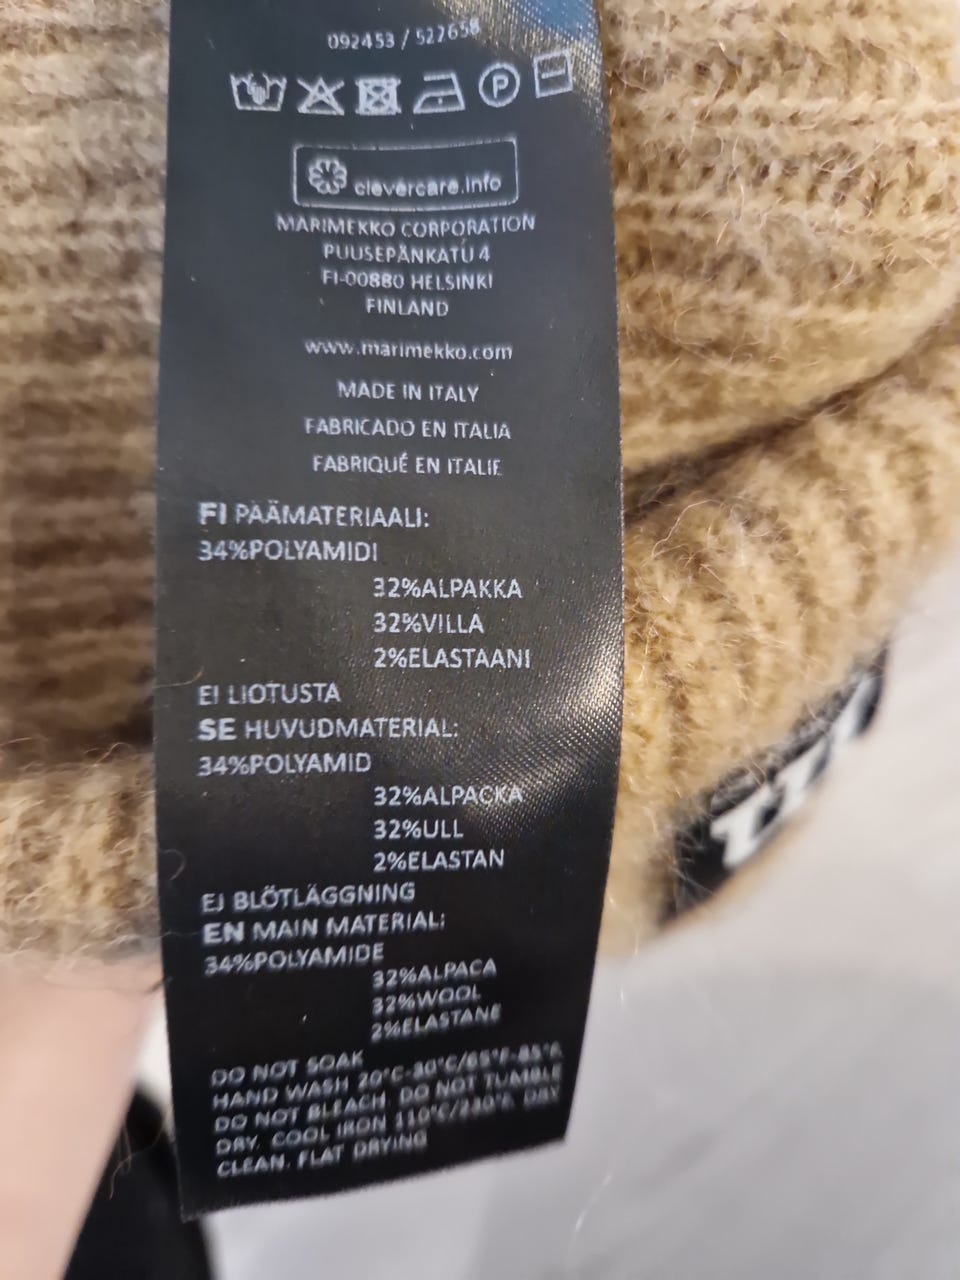 092453 / 522658
P
clevercare.info
MARIMEKKO CORPORATION
PUUSEPÄNKATU 4
FI-00880 HELSINKI
FINLAND
www.marimekko.com
MADE IN ITALY
FABRICADO EN ITALIA
FABRIQUÉ EN ITALIE
FI PÄÄMATERIAALI:
34%POLYAMIDI
32%ALPAKKA
32%VILLA
2%ELASTAANI
EI LIOTUSTA
SE HUVUDMATERIAL:
34%POLYAMID
32%ALPACKA
32%ULL
2%ELASTAN
EJ BLÖTLÄGGNING
EN MAIN MATERIAL:
34%POLYAMIDE
32%ALPACA
32%WOOL
2%ELASTANE
DO NOT SOAK
HAND WASH 20°C-30°C/65°F-85°F
DO NOT BLEACH. DO NOT TUMBLE
DRY. COOL IRON 110°C/230°F. DRY
CLEAN. FLAT DRYING